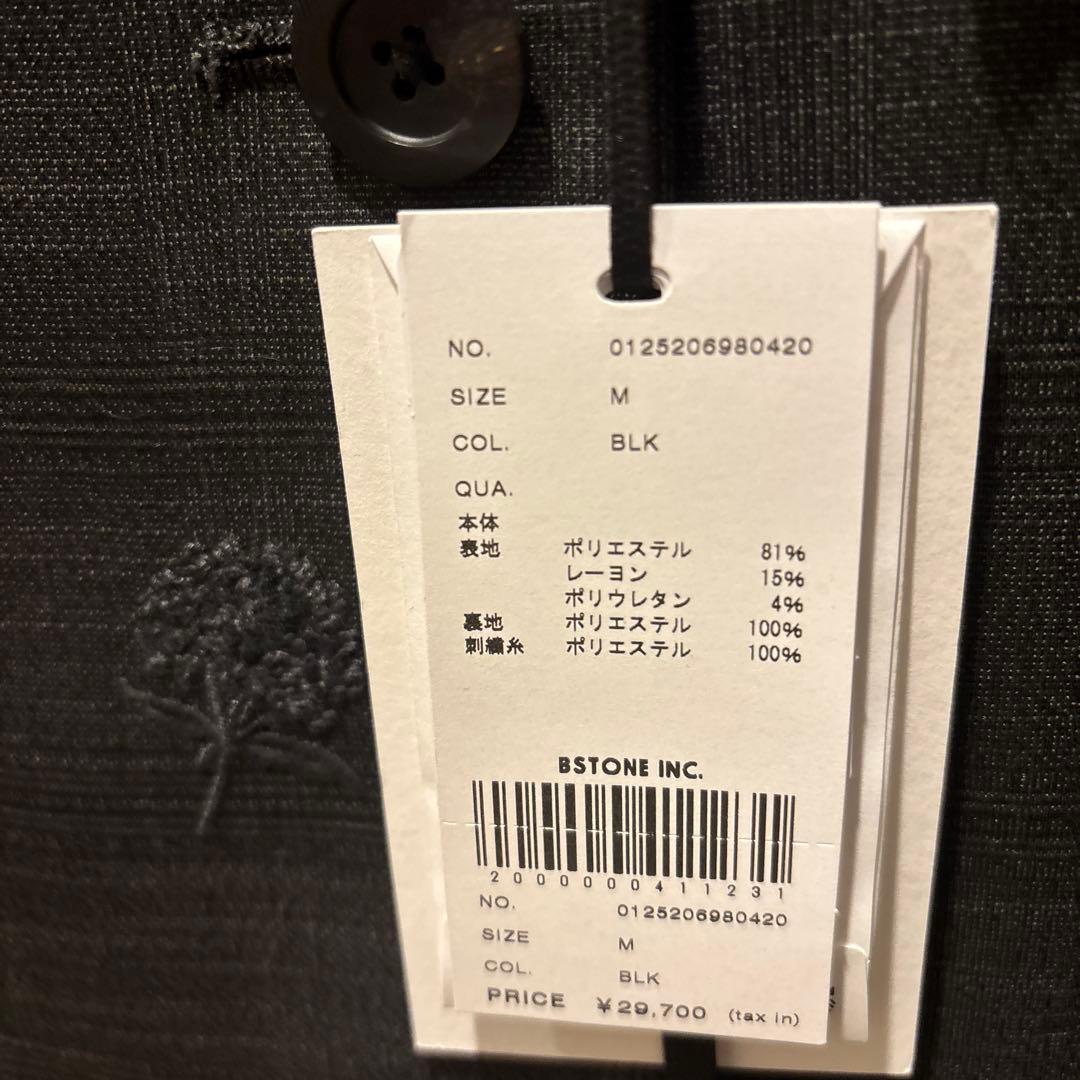 NO. 0125206980420
SIZE M
COL. BLK
QUA.
本体
表地 ポリエステル 81%
レーヨン 15%
ポリウレタン 4%
裏地 ポリエステル 100%
刺繍糸 ポリエステル 100%
BSTONE INC.
2000000411231
NO. 0125206980420
SIZE M
COL. BLK
PRICE ¥29,700 (tax in)